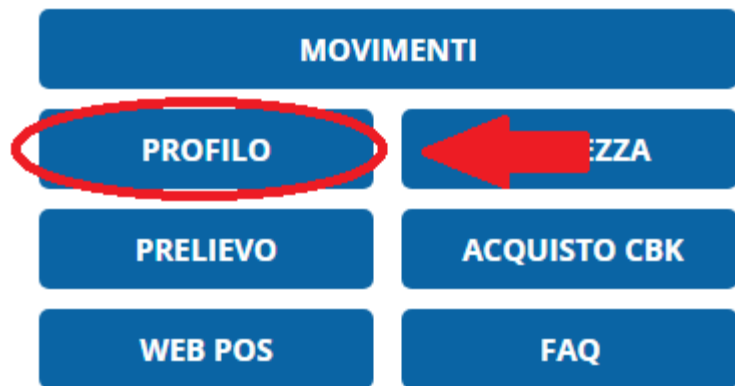 MOVIMENTI
PROFILO
PRELIEVO
ACQUISTO CBK
WEB POS
FAQ